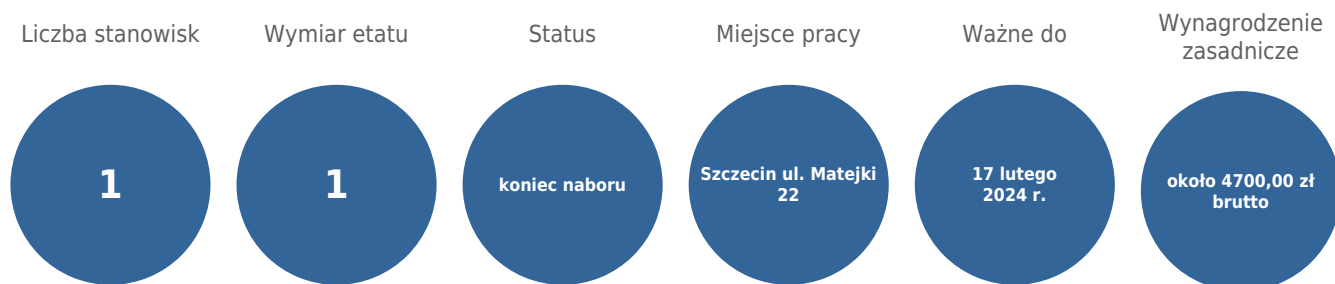 Liczba stanowisk
1
Wymiar etatu
1
Status
koniec naboru
Miejsce pracy
Szczecin ul. Matejki
22
Ważne do
17 lutego
2024 r.
Wynagrodzenie
zasadnicze
około 4700,00 zł
brutto